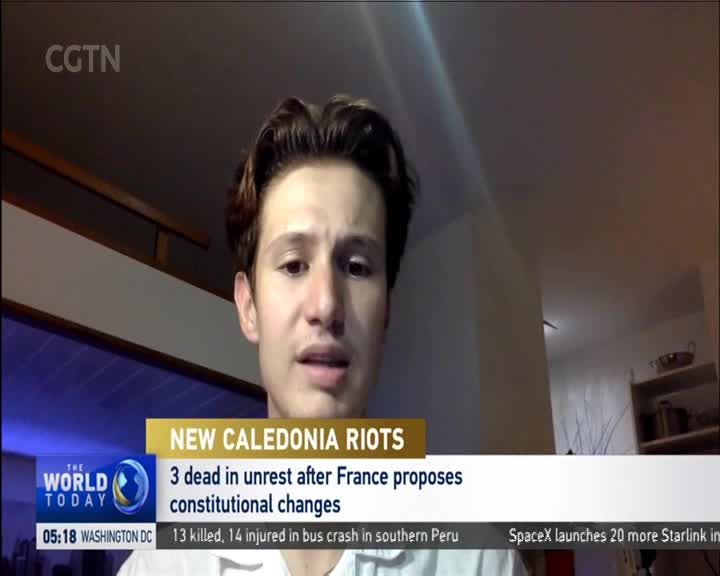 CGTN
NEW CALEDONIA RIOTS
3 dead in unrest after France proposes
constitutional changes
THE
WORLD
TODAY
05:18 WASHINGTON DC
13 killed, 14 injured in bus crash in southern Peru
SpaceX launches 20 more Starlink in